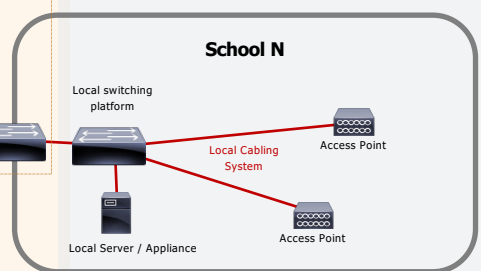 School N
Local switching
platform
Local Cabling
System
Access Point
Access Point
Local Server / Appliance